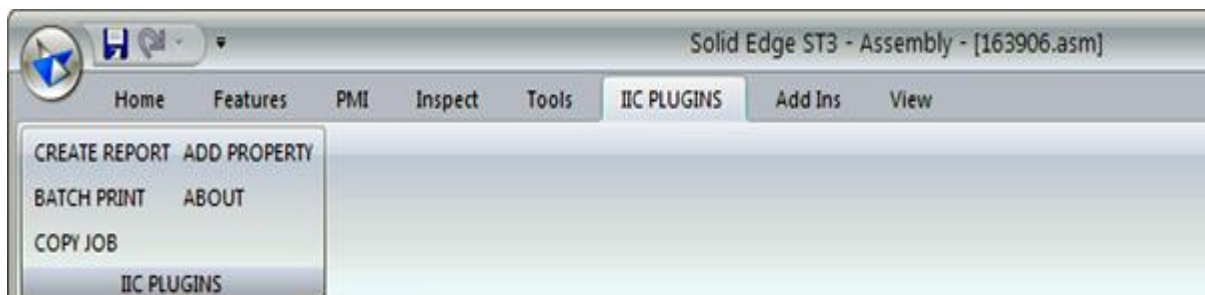 Solid Edge ST3 - Assembly - [163906.asm]
Home Features PMI Inspect Tools IIC PLUGINS Add Ins View
CREATE REPORT ADD PROPERTY
BATCH PRINT ABOUT
COPY JOB
IIC PLUGINS